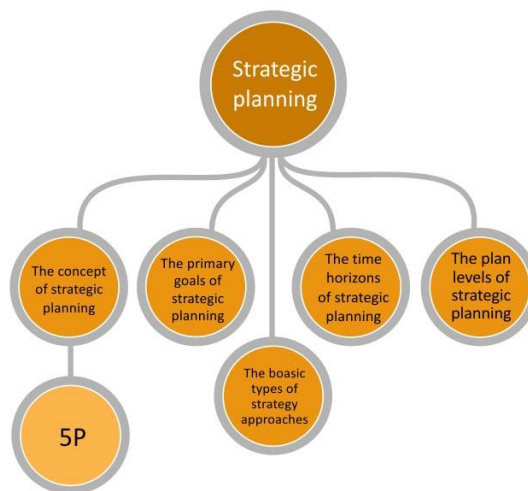 Strategic
planning
The concept
of strategic
planning
The primary
goals of
strategic
planning
The time
horizons
of strategic
planning
The plan
levels of
strategic
planning
The boasic
types of
strategy
approaches
5P